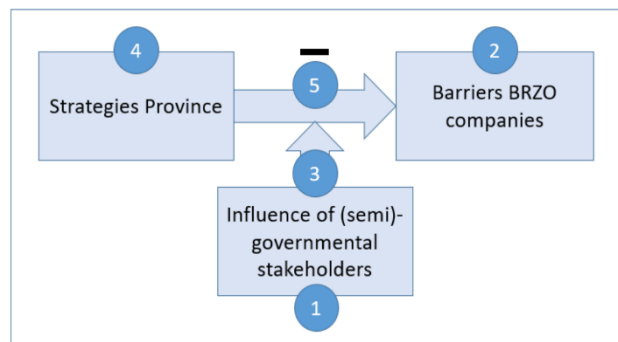 4
2
Strategies Province
5
Barriers BRZO
companies
3
Influence of (semi)-
governmental
stakeholders
1